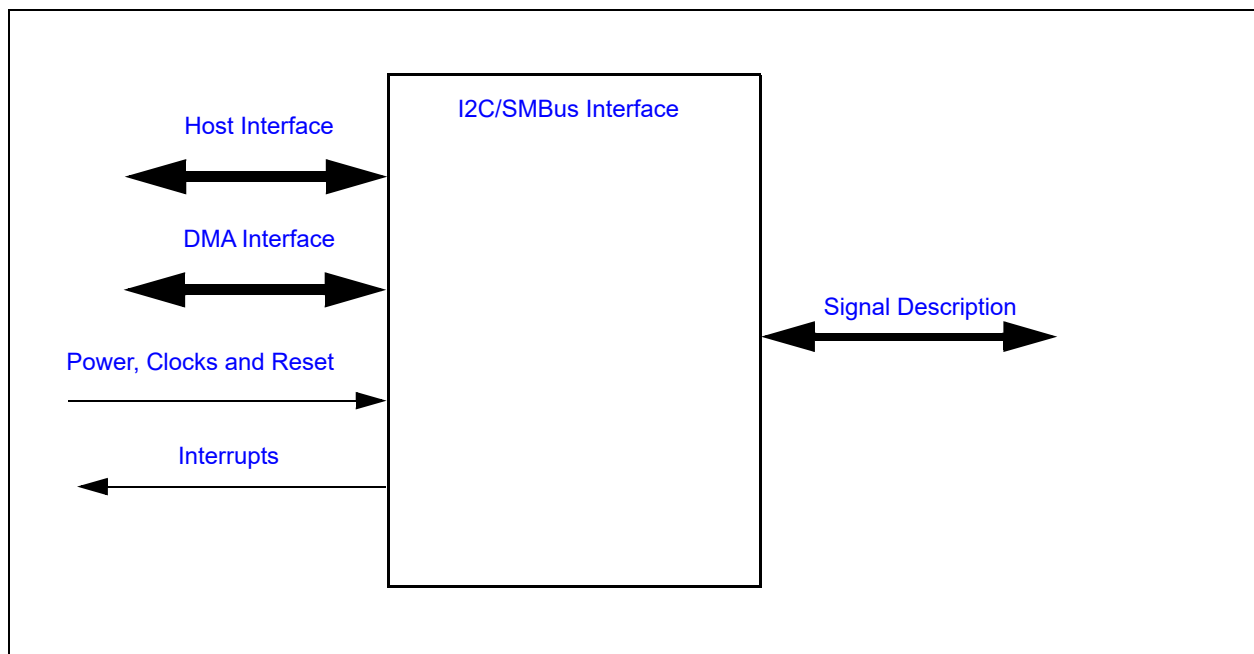 I2C/SMBus Interface
Host Interface
DMA Interface
Signal Description
Power, Clocks and Reset
Interrupts